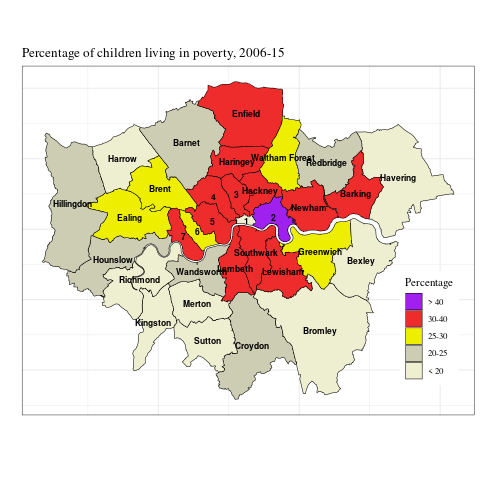 Percentage of children living in poverty, 2006-15
Enfield
Barnet
Harrow
Haringey
Waltham Forest
Redbridge
Havering
Brent
Hackney
Barking
4
3
Hillingdon
Newham
Ealing
5
1
2
6
Hounslow
Southwark
Greenwich
Bexley
Wandsworth
Lambeth
Lewisham
Richmond
Merton
Kingston
Bromley
Sutton
Croydon
Percentage
> 40
30-40
25-30
20-25
< 20